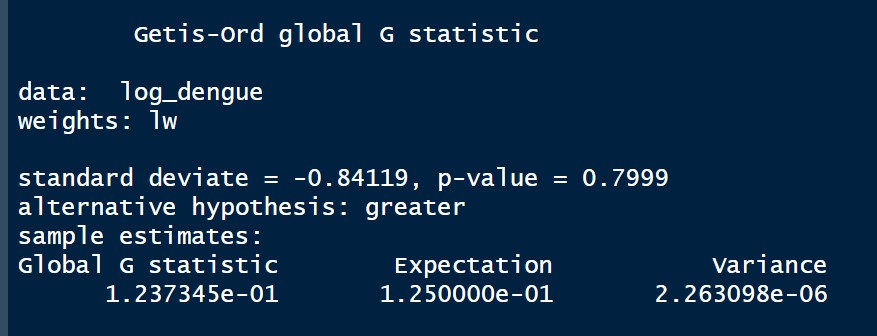 Getis-Ord global G statistic
data:  log_dengue
weights: lw
standard deviate = -0.84119, p-value = 0.7999
alternative hypothesis: greater
sample estimates:
Global G statistic        Expectation           Variance
      1.237345e-01       1.250000e-01       2.263098e-06